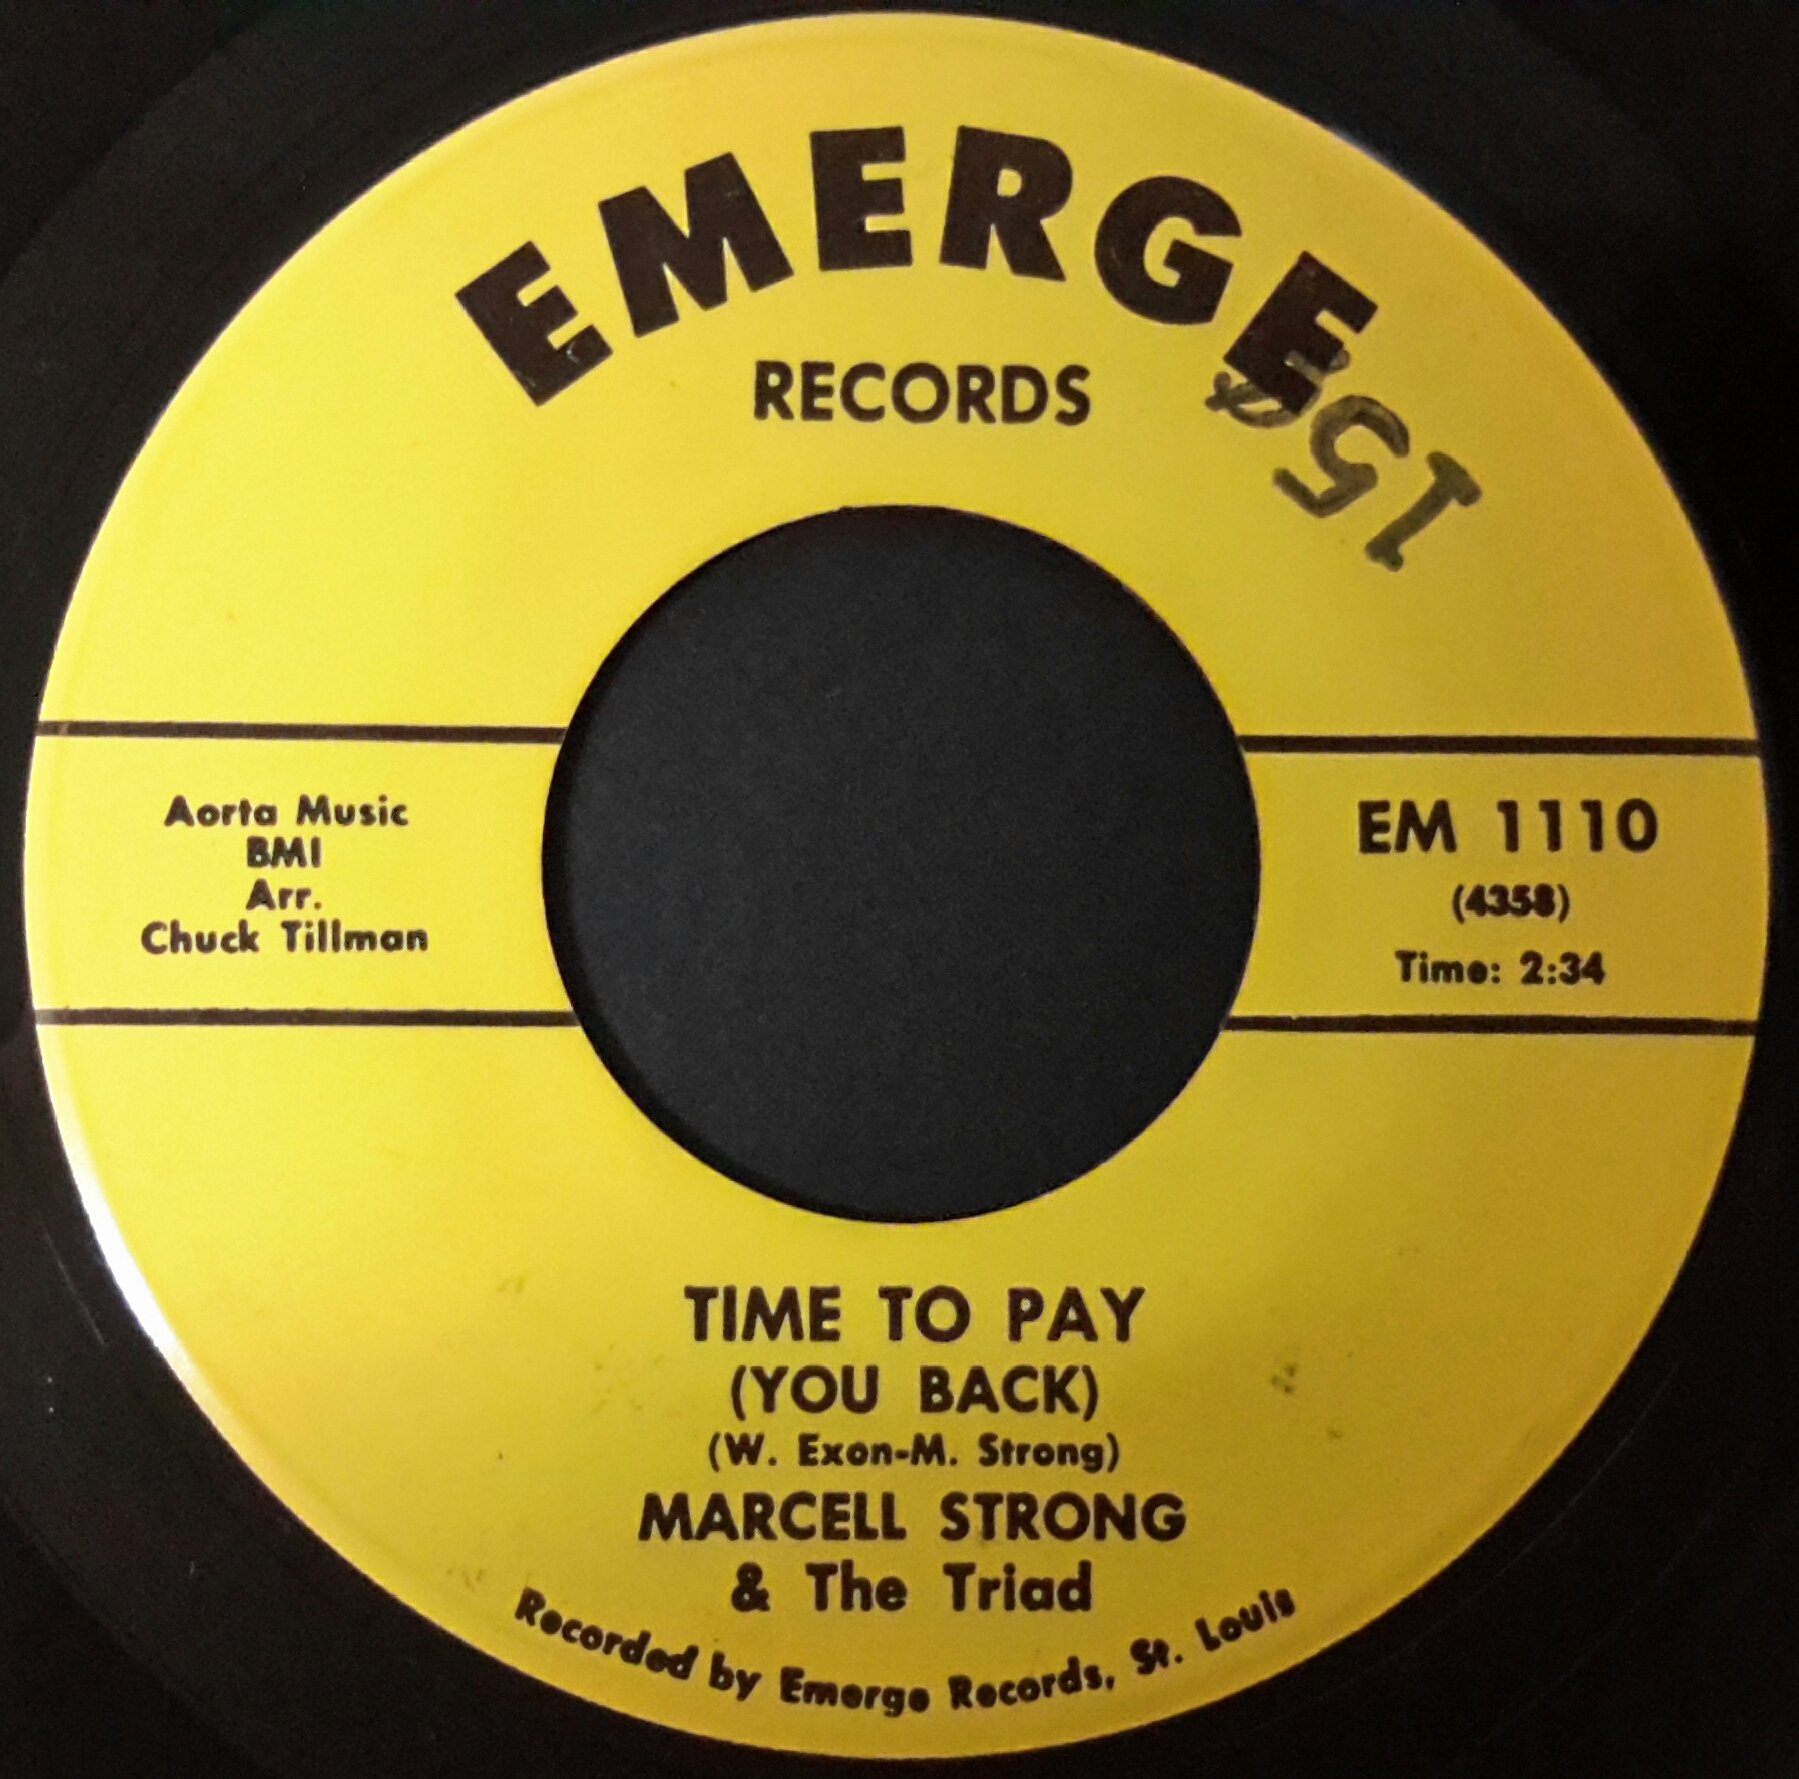 EMERGE
RECORDS
Aorta Music
BMI
Arr.
Chuck Tillman
EM 1110
(4358)
Time: 2:34
TIME TO PAY
(YOU BACK)
(W. Exon-M. Strong)
MARCELL STRONG
& The Triad
Recorded by Emerge Records, St. Louis